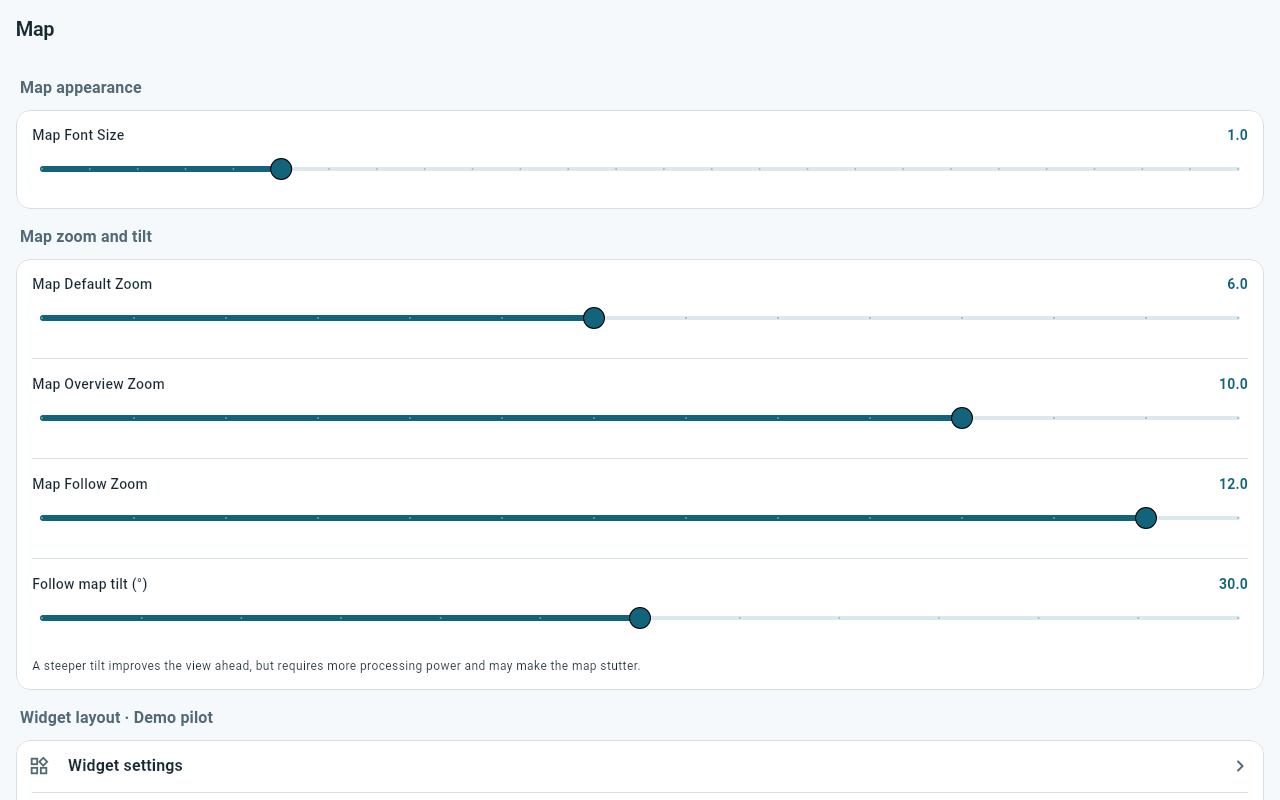 Map
Map appearance
Map Font Size 1.0
Map zoom and tilt
Map Default Zoom 6.0
Map Overview Zoom 10.0
Map Follow Zoom 12.0
Follow map tilt (°) 30.0
A steeper tilt improves the view ahead, but requires more processing power and may make the map stutter.
Widget layout · Demo pilot
Widget settings